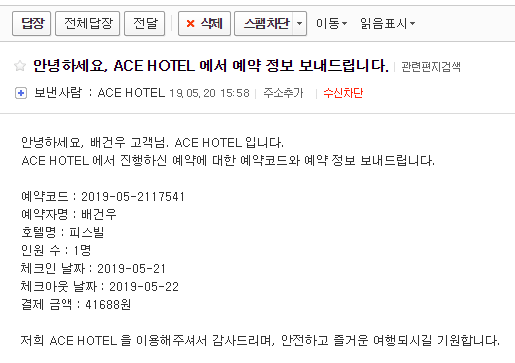 답장 전체답장 전달 × 삭제 스팸차단 이동 읽음표시
안녕하세요, ACE HOTEL 에서 예약 정보 보내드립니다. 관련편지검색
보낸사람 : ACE HOTEL 19.05.20 15:58 주소추가 수신차단
안녕하세요, 배건우 고객님. ACE HOTEL 입니다.
ACE HOTEL 에서 진행하신 예약에 대한 예약코드와 예약 정보 보내드립니다.
예약코드 : 2019-05-2117541
예약자명 : 배건우
호텔명 : 피스빌
인원 수 : 1명
체크인 날짜 : 2019-05-21
체크아웃 날짜 : 2019-05-22
결제 금액 : 41688원
저희 ACE HOTEL 을 이용해주셔서 감사드리며, 안전하고 즐거운 여행되시길 기원합니다.